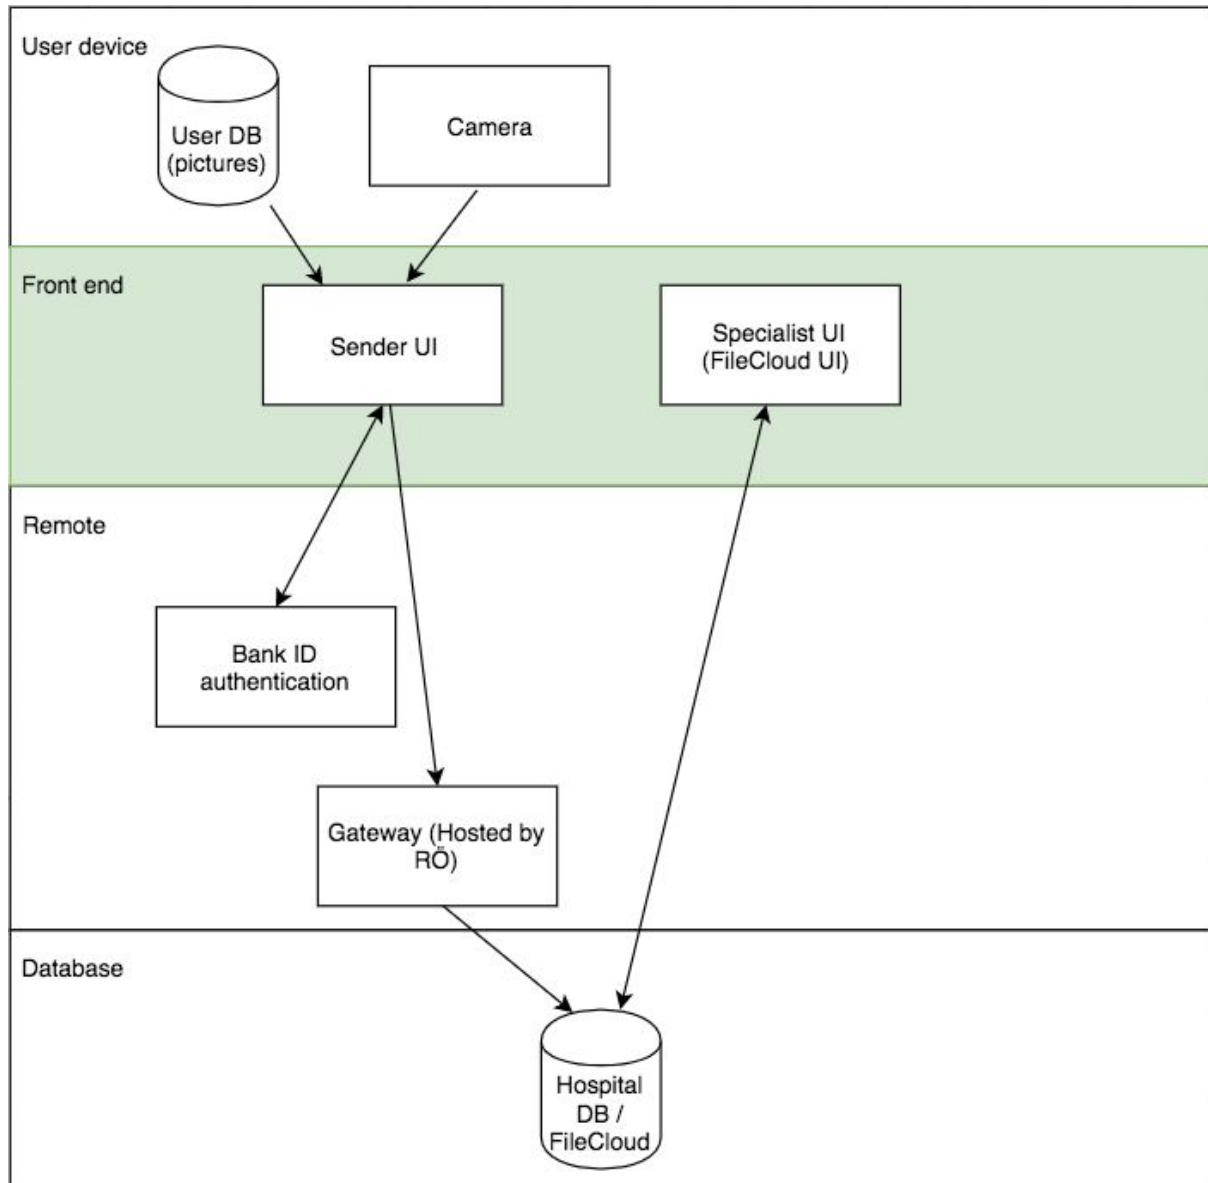 User device
User DB
(pictures)
Camera
Front end
Sender UI
Specialist UI
(FileCloud UI)
Remote
Bank ID
authentication
Gateway (Hosted by
RÖ)
Database
Hospital
DB /
FileCloud